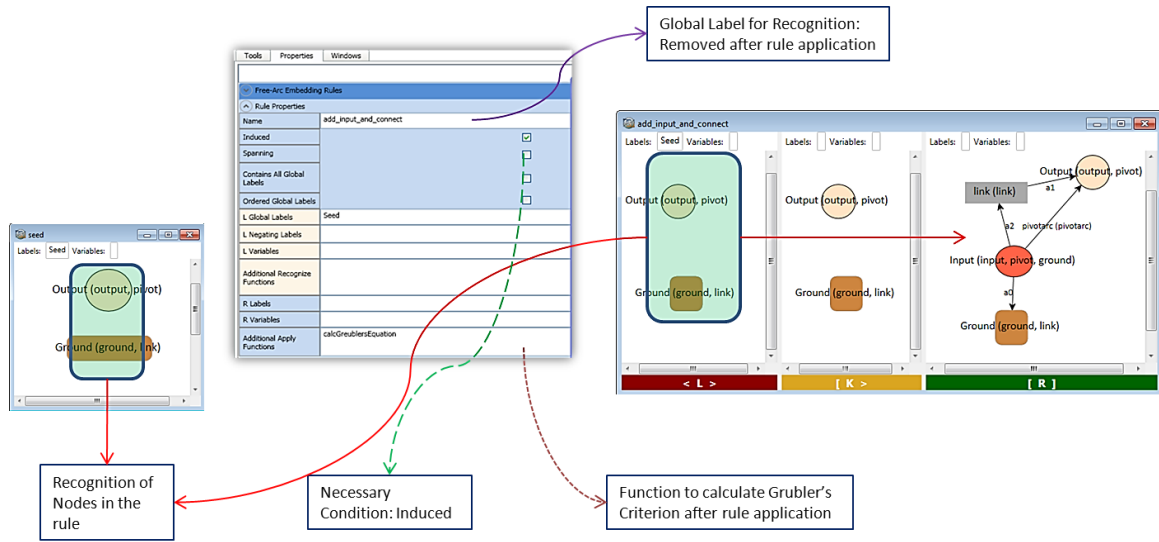 Global Label for Recognition:
Removed after rule application
Tools Properties Windows
Free-Arc Embedding Rules
Rule Properties
Name add_input_and_connect
Induced
Spanning
Contains All Global
Labels
Ordered Global Labels
L Global Labels Seed
L Negating Labels
L Variables
Additional Recognize
Functions
R Labels
R Variables
Additional Apply
Functions
calcGreublersEquation
seed
Labels: Seed Variables:
Output (output, pivot)
Ground (ground, link)
add_input_and_connect
Labels: Seed Variables:
Output (output, pivot)
Ground (ground, link)
< L >
Labels: Variables:
Output (output, pivot)
Ground (ground, link)
[ K >
Labels: Variables:
Output (output, pivot)
link (link)
a1
a2 pivotarc (pivotarc)
Input (input, pivot, ground)
a0
Ground (ground, link)
[ R ]
Recognition of
Nodes in the
rule
Necessary
Condition: Induced
Function to calculate Grubler’s
Criterion after rule application